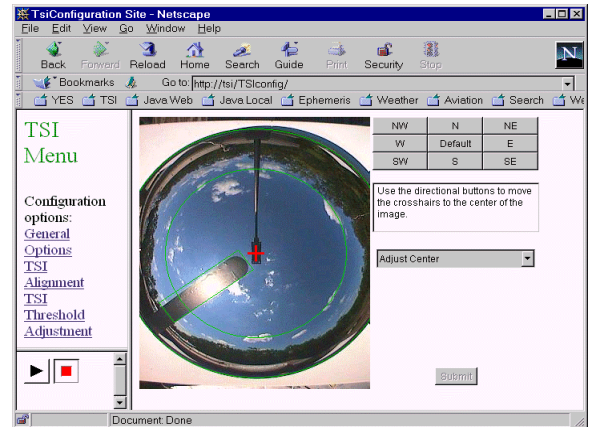 TsiConfiguration Site - Netscape
File Edit View Go Window Help
Back Forward Reload Home Search Guide Print Security Stop
N
Bookmarks Go to: http://tsi/TSIconfig/
YES TSI Java Web Java Local Ephemeris Weather Aviation Search We
TSI
Menu
Configuration
options:
General
Options
TSI
Alignment
TSI
Threshold
Adjustment
NW N NE
W Default E
SW S SE
Use the directional buttons to move
the crosshairs to the center of the
image.
Adjust Center
Submit
Document: Done